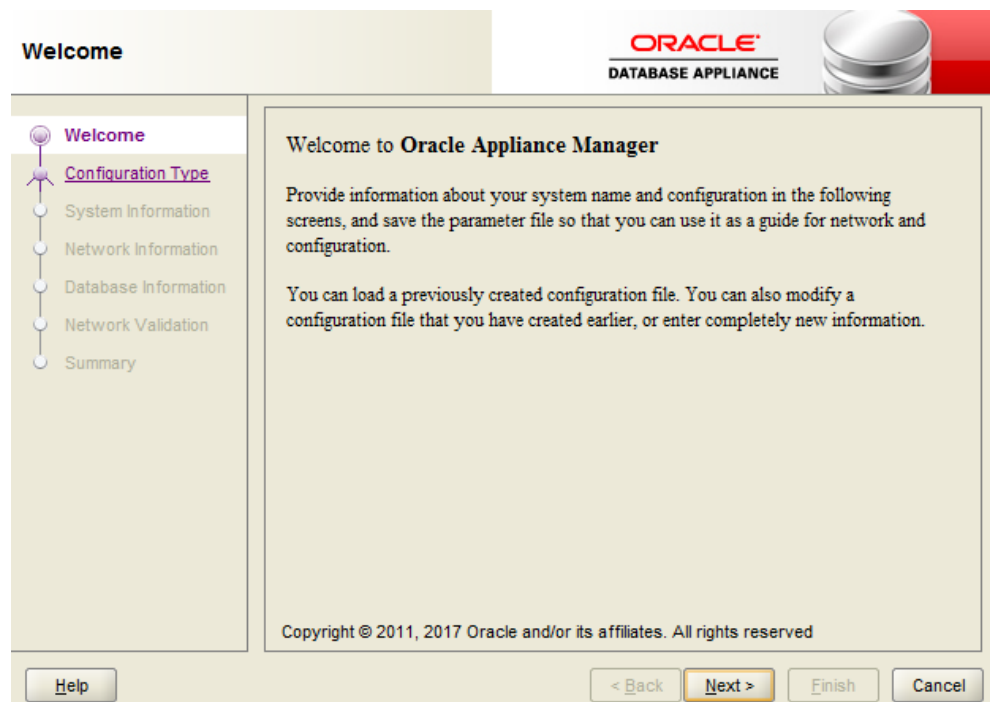 Welcome
ORACLE
DATABASE APPLIANCE
Welcome
Configuration Type
System Information
Network Information
Database Information
Network Validation
Summary
Welcome to Oracle Appliance Manager
Provide information about your system name and configuration in the following
screens, and save the parameter file so that you can use it as a guide for network and
configuration.
You can load a previously created configuration file. You can also modify a
configuration file that you have created earlier, or enter completely new information.
Copyright © 2011, 2017 Oracle and/or its affiliates. All rights reserved
Help
< Back
Next >
Finish
Cancel